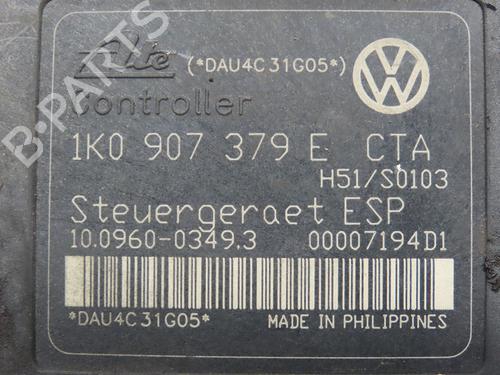 Ate (*DAU4C31G05*)
Controller
1K0 907 379 E CTA
H51/S0103
Steuergeraet ESP
10.0960-0349.3 00007194D1
*DAU4C31G05* MADE IN PHILIPPINES
B-PARTS